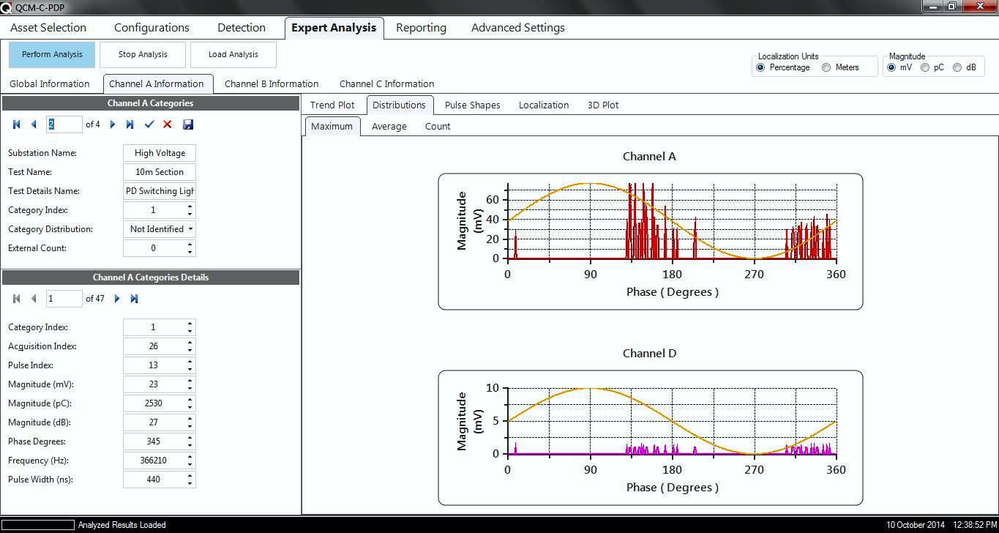 QCM-C-PDP
Asset Selection Configurations Detection Expert Analysis Reporting Advanced Settings
Perform Analysis Stop Analysis Load Analysis
Localization Units Magnitude
Percentage Meters mV pC dB
Global Information Channel A Information Channel B Information Channel C Information
Channel A Categories
2 of 4
Substation Name: High Voltage
Test Name: 10m Section
Test Details Name: PD Switching Ligh
Category Index: 1
Category Distribution: Not Identified
External Count: 0
Channel A Categories Details
1 of 47
Category Index: 1
Acquisition Index: 26
Pulse Index: 13
Magnitude (mV): 23
Magnitude (pC): 2530
Magnitude (dB): 27
Phase Degrees: 345
Frequency (Hz): 366210
Pulse Width (ns): 440
Trend Plot Distributions Pulse Shapes Localization 3D Plot
Maximum Average Count
Channel A
Magnitude
(mV)
60
40
20
0
0 90 180 270 360
Phase ( Degrees )
Channel D
Magnitude
(mV)
10
5
0
0 90 180 270 360
Phase ( Degrees )
Analyzed Results Loaded 10 October 2014 12:38:52 PM